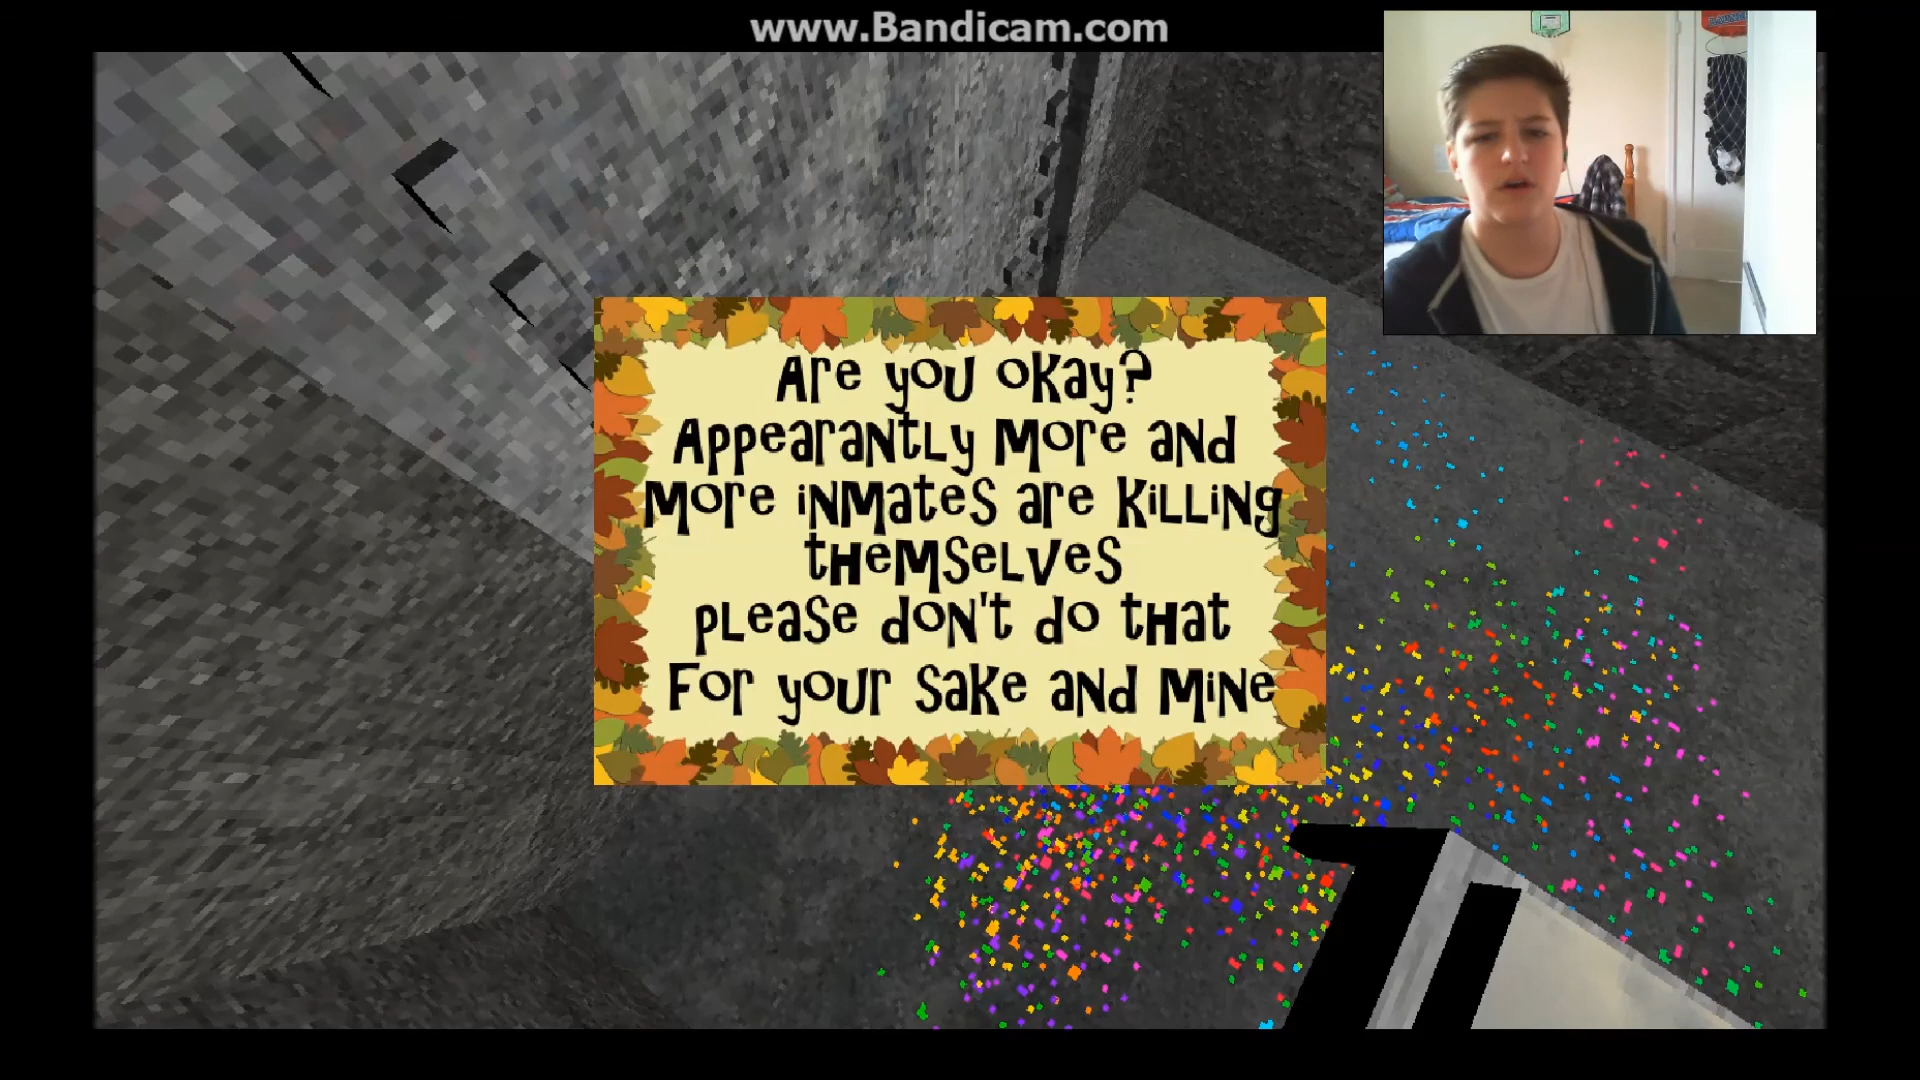 www.Bandicam.com
Are you okay?
Appearantly more and
more inmates are killing
themselves
please don't do that
For your sake and mine